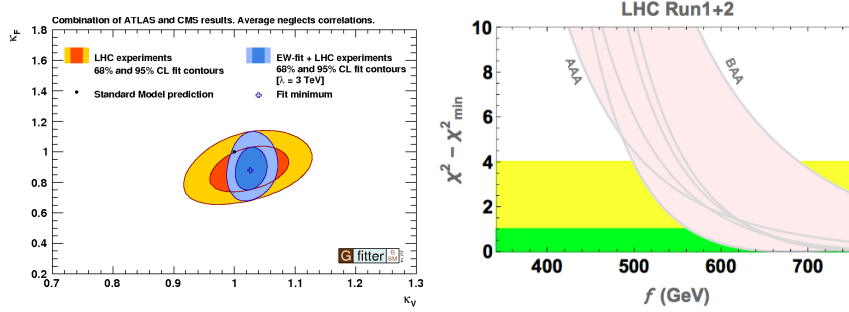 Combination of ATLAS and CMS results. Average neglects correlations.
κF
1.8
1.6
1.4
1.2
1
0.8
0.6
0.4
0.2
LHC experiments
68% and 95% CL fit contours
Standard Model prediction
EW-fit + LHC experiments
68% and 95% CL fit contours
[λ = 3 TeV]
Fit minimum
G fitter
B
SM
0.7 0.8 0.9 1 1.1 1.2 1.3
κV
LHC Run1+2
χ² − χ² min
10
8
6
4
2
0
AAA
BAA
400 500 600 700
f (GeV)